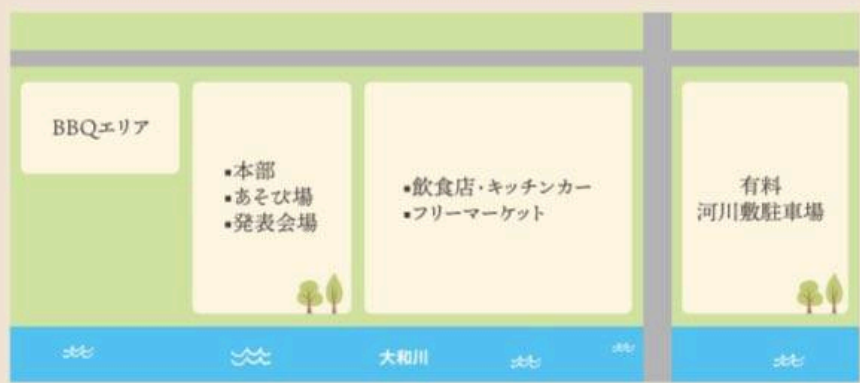 BBQエリア
▪本部
▪あそび場
▪発表会場
▪飲食店・キッチンカー
▪フリーマーケット
有料
河川敷駐車場
大和川